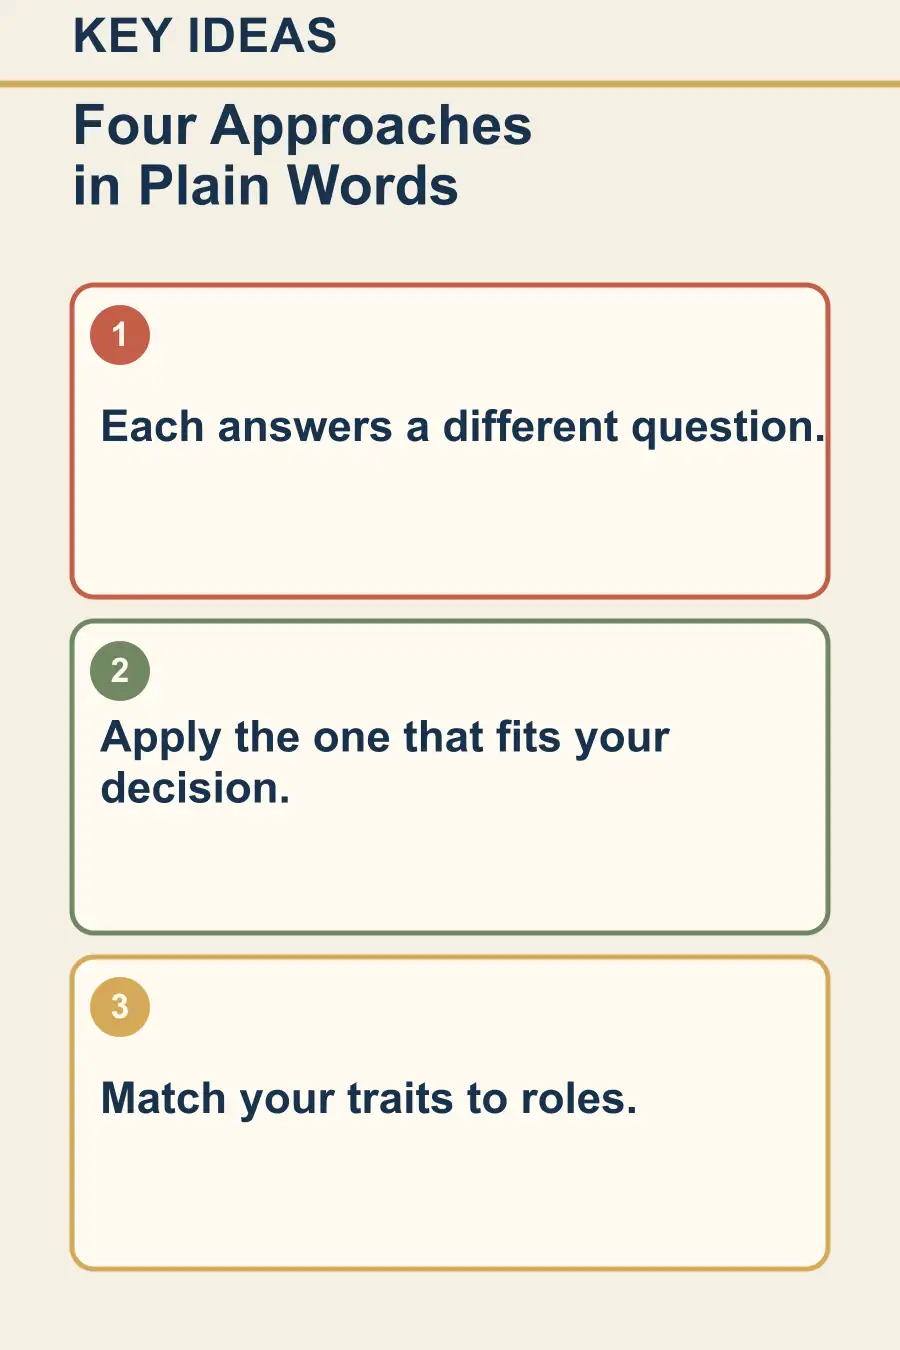 KEY IDEAS
Four Approaches
in Plain Words
1
Each answers a different question.
2
Apply the one that fits your
decision.
3
Match your traits to roles.